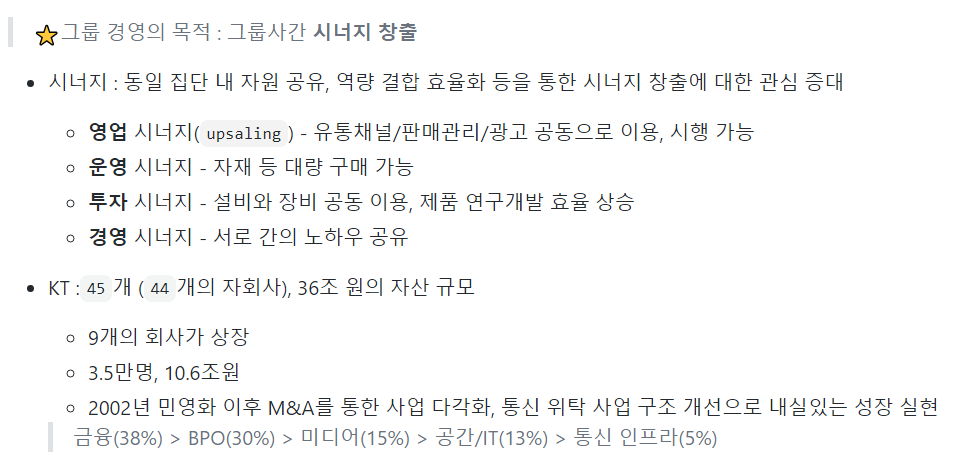 ⭐그룹 경영의 목적 : 그룹사간 시너지 창출
시너지 : 동일 집단 내 자원 공유, 역량 결합 효율화 등을 통한 시너지 창출에 대한 관심 증대
영업 시너지(upsaling) - 유통채널/판매관리/광고 공동으로 이용, 시행 가능
운영 시너지 - 자재 등 대량 구매 가능
투자 시너지 - 설비와 장비 공동 이용, 제품 연구개발 효율 상승
경영 시너지 - 서로 간의 노하우 공유
KT : 45개 (44개의 자회사), 36조 원의 자산 규모
9개의 회사가 상장
3.5만명, 10.6조원
2002년 민영화 이후 M&A를 통한 사업 다각화, 통신 위탁 사업 구조 개선으로 내실있는 성장 실현
금융(38%) > BPO(30%) > 미디어(15%) > 공간/IT(13%) > 통신 인프라(5%)